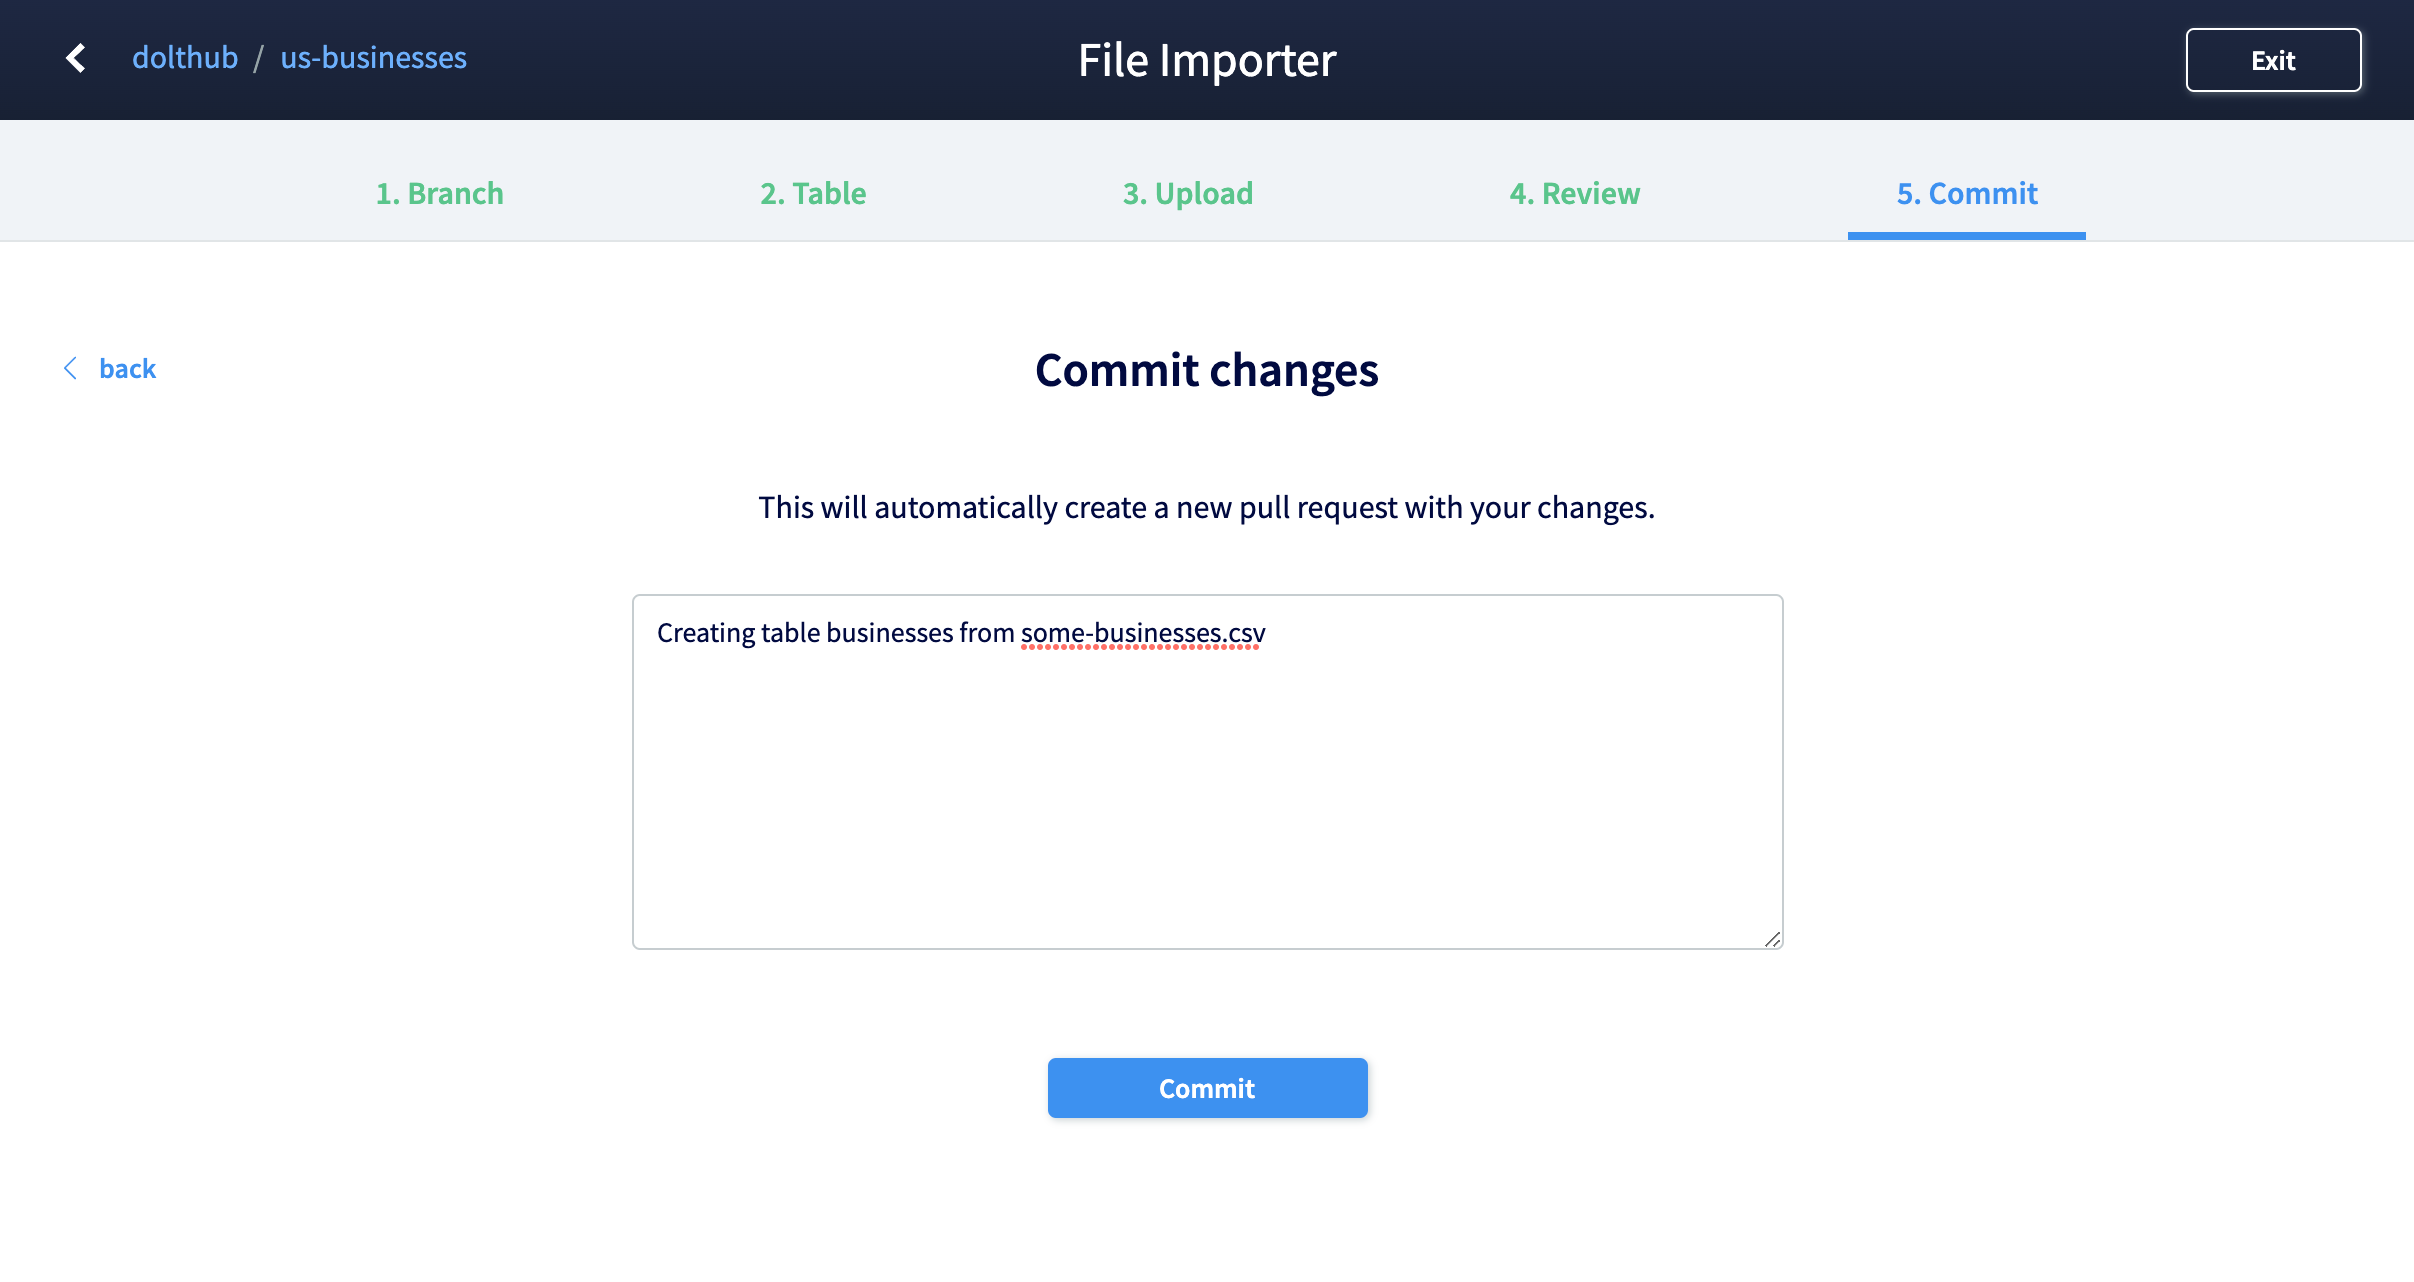 dolthub / us-businesses
File Importer
Exit
1. Branch
2. Table
3. Upload
4. Review
5. Commit
back
Commit changes
This will automatically create a new pull request with your changes.
Creating table businesses from some-businesses.csv
Commit